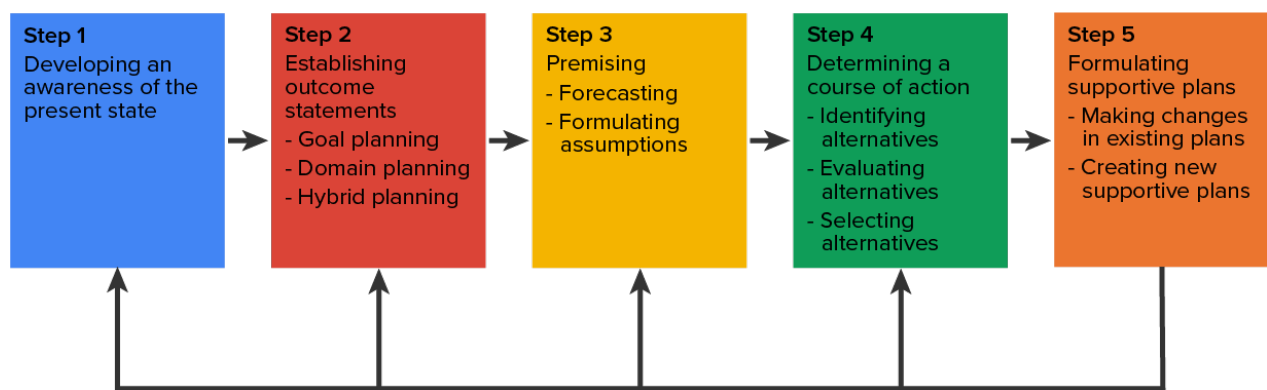 Step 1
Developing an
awareness of the
present state
Step 2
Establishing
outcome
statements
- Goal planning
- Domain planning
- Hybrid planning
Step 3
Premising
- Forecasting
- Formulating
assumptions
Step 4
Determining a
course of action
- Identifying
alternatives
- Evaluating
alternatives
- Selecting
alternatives
Step 5
Formulating
supportive plans
- Making changes
in existing plans
- Creating new
supportive plans